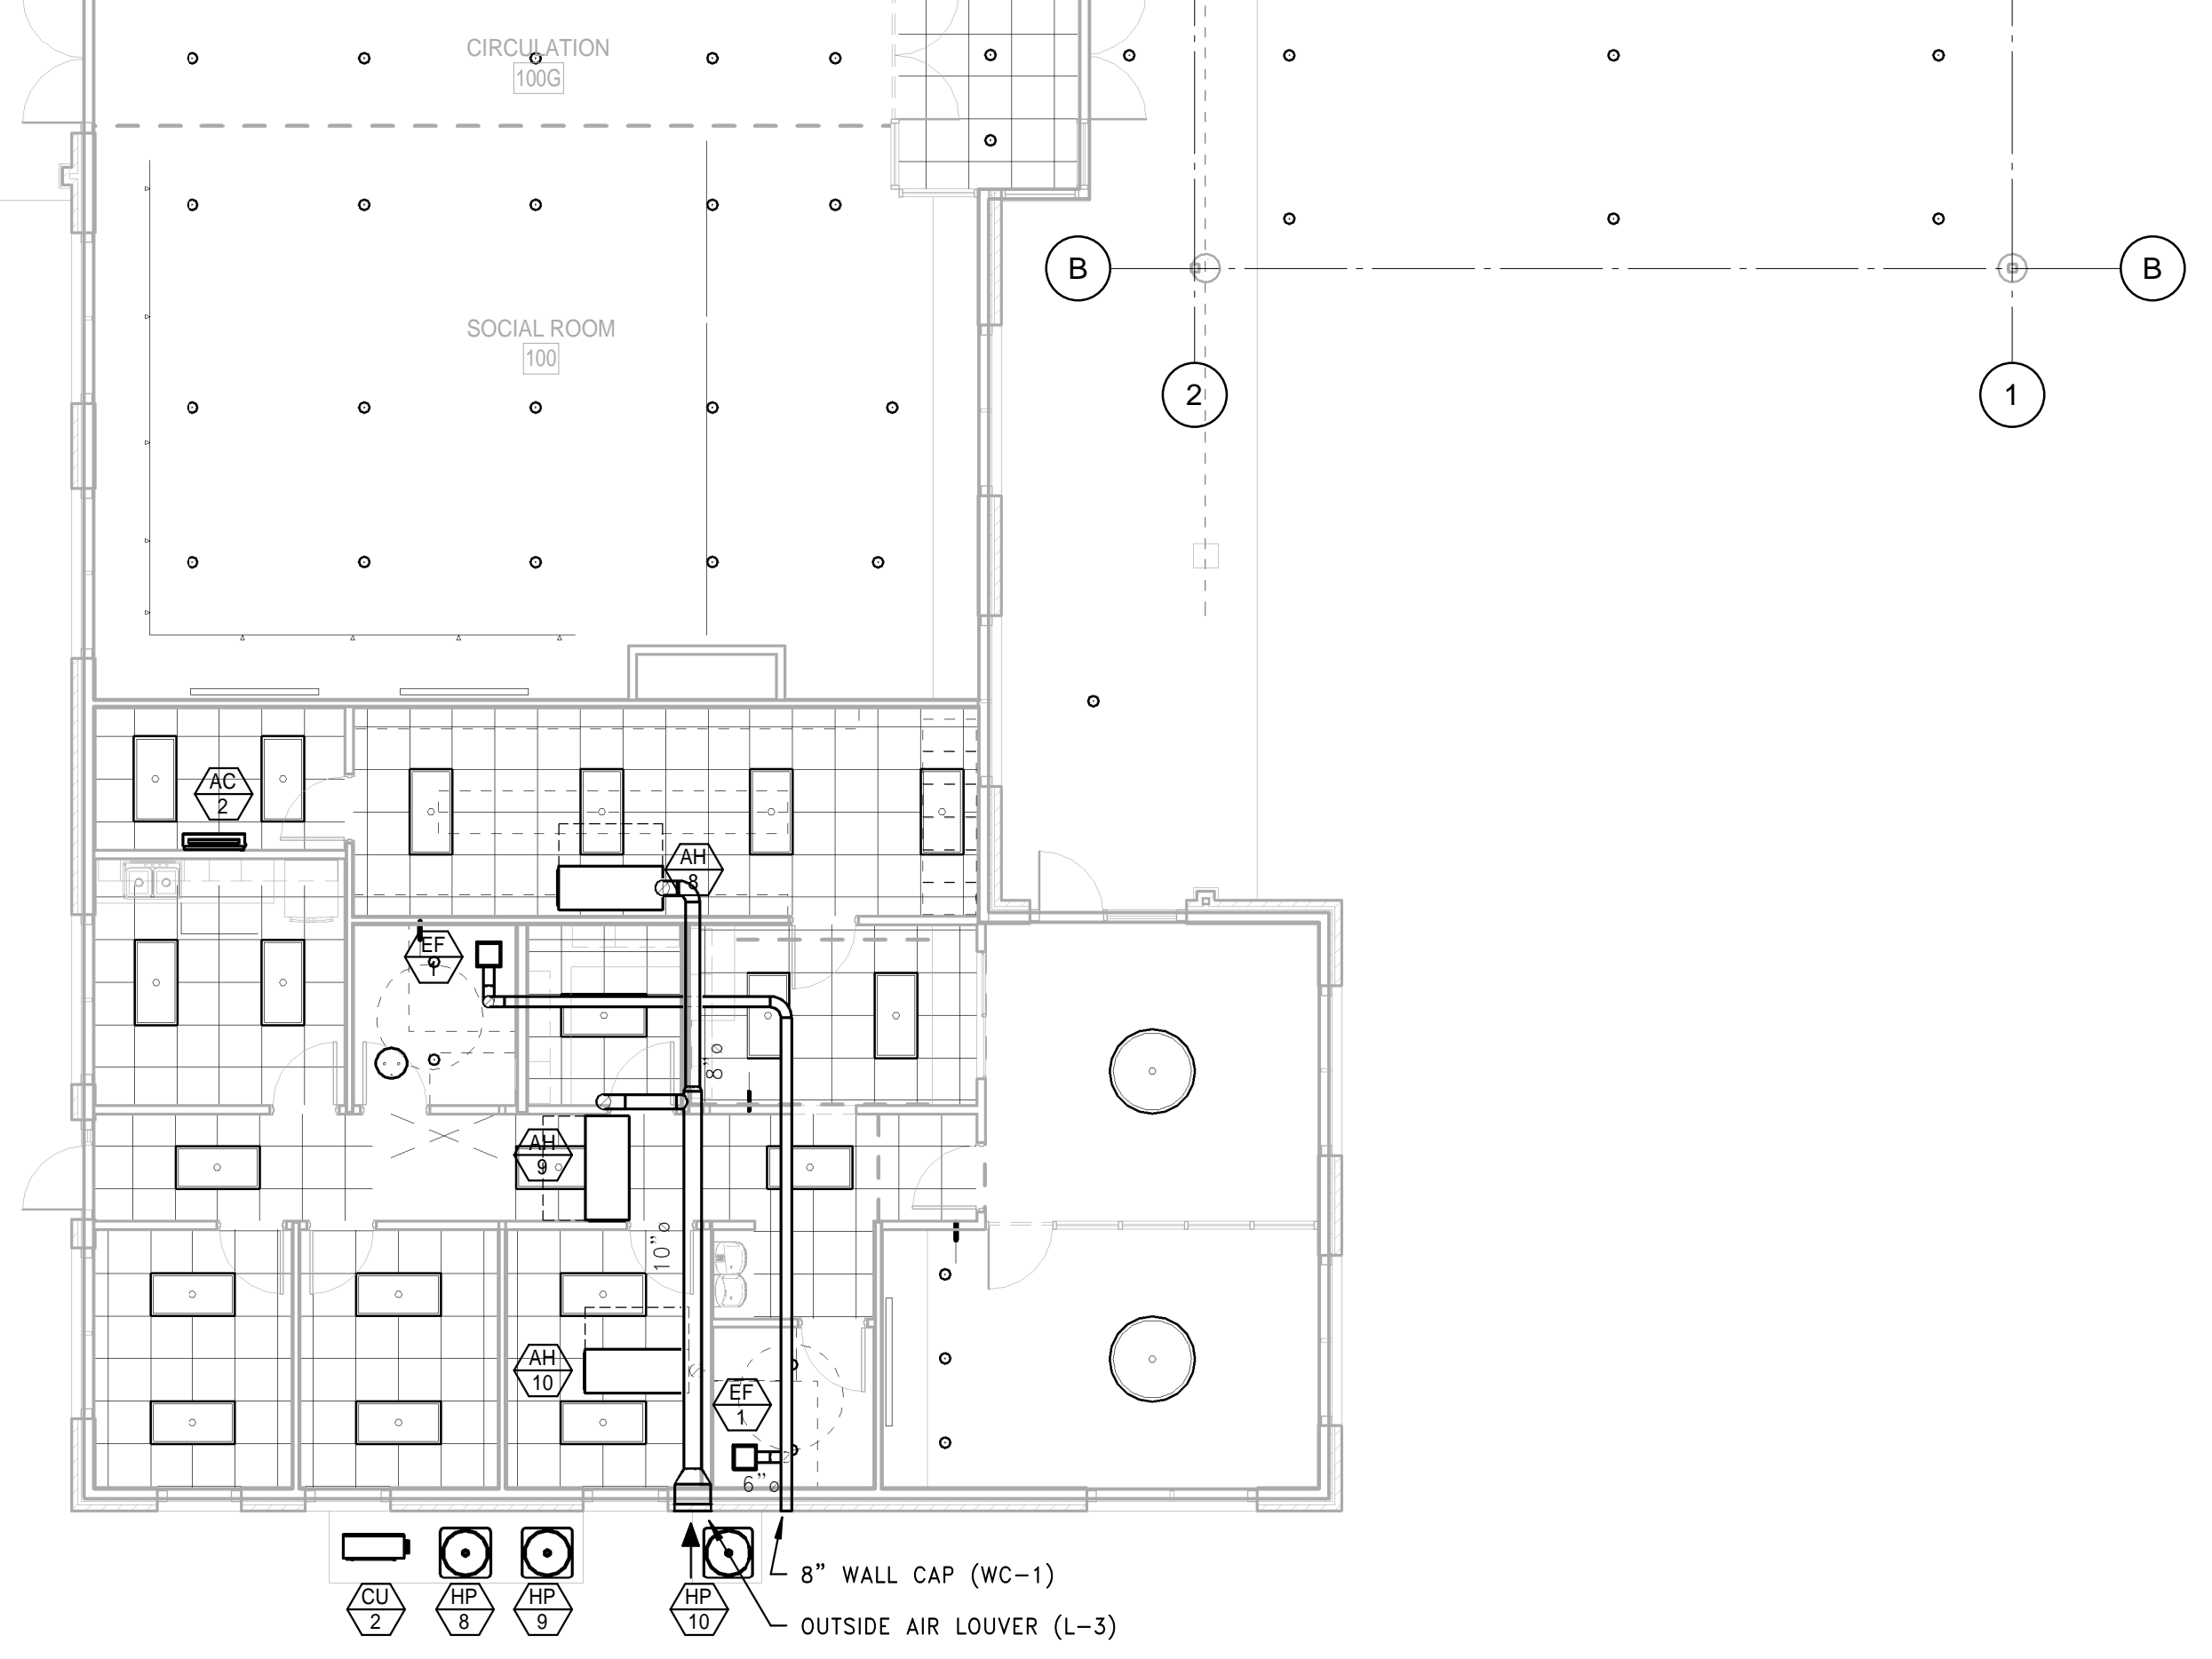 CIRCULATION
100G
B
B
SOCIAL ROOM
100
2
1
AC
2
AH
8
EF
1
8"ø
AH
9
10"ø
AH
10
EF
1
6"ø
8” WALL CAP (WC-1)
CU
2
HP
8
HP
9
HP
10
OUTSIDE AIR LOUVER (L-3)